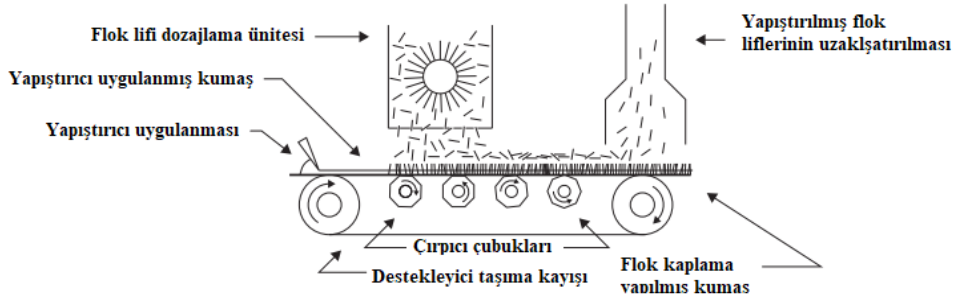 Flok lifi dozajlama ünitesi
Yapıştırılmış flok
liflerinin uzaklşatırılması
Yapıştırıcı uygulanmış kumaş
Yapıştırıcı uygulanması
Çırpıcı çubukları
Destekleyici taşıma kayışı
Flok kaplama
yapılmış kumaş